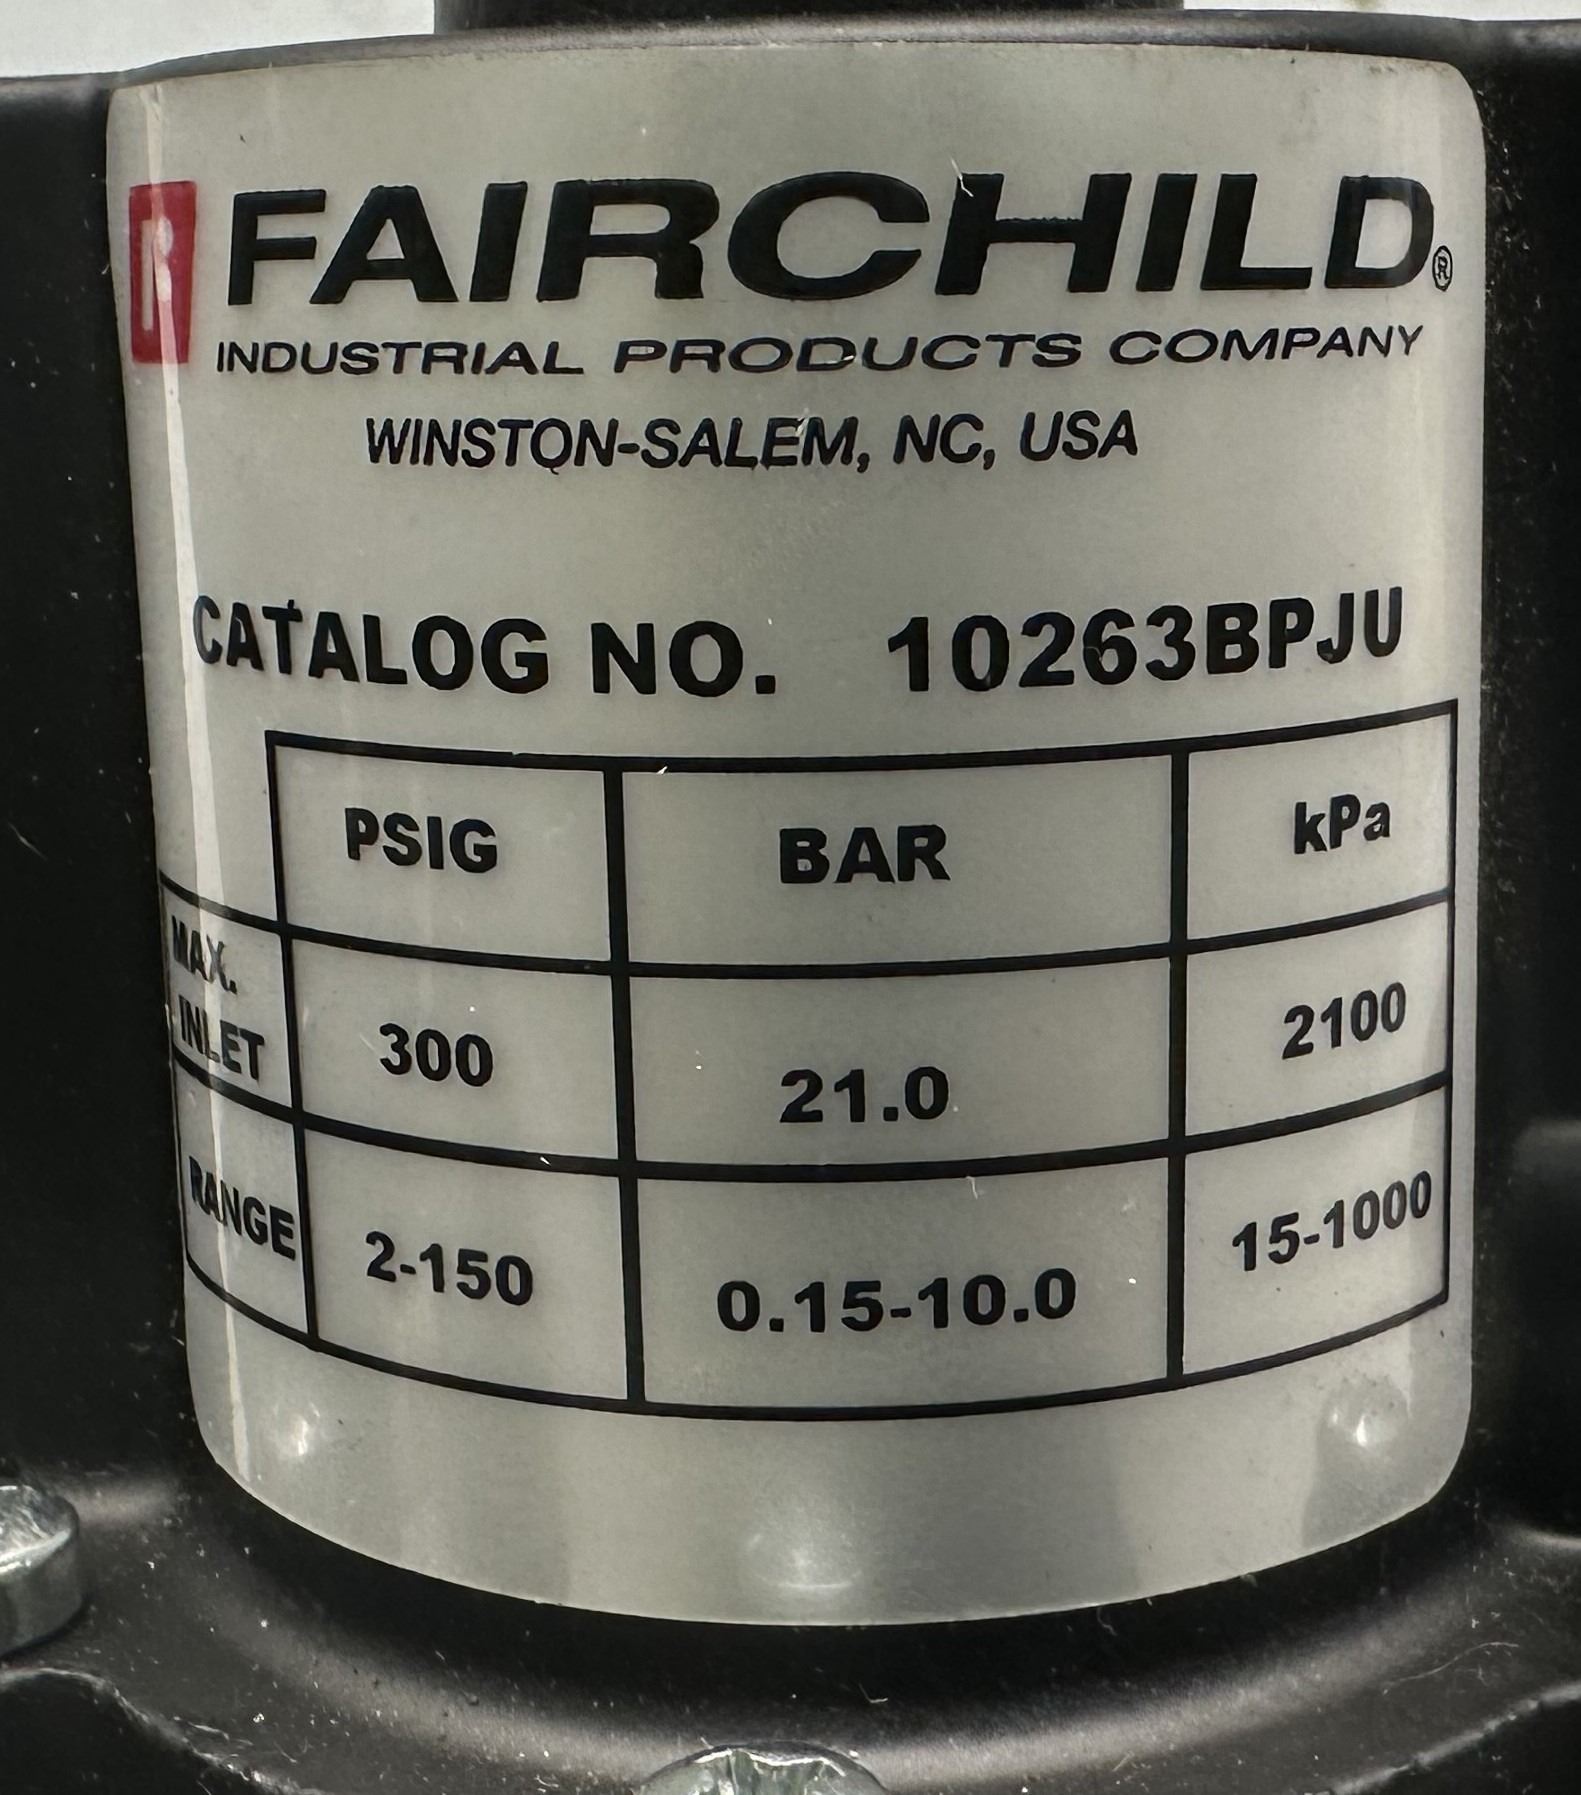 FAIRCHILD®
INDUSTRIAL PRODUCTS COMPANY
WINSTON-SALEM, NC, USA
CATALOG NO. 10263BPJU
PSIG BAR kPa
MAX. INLET 300 21.0 2100
RANGE 2-150 0.15-10.0 15-1000